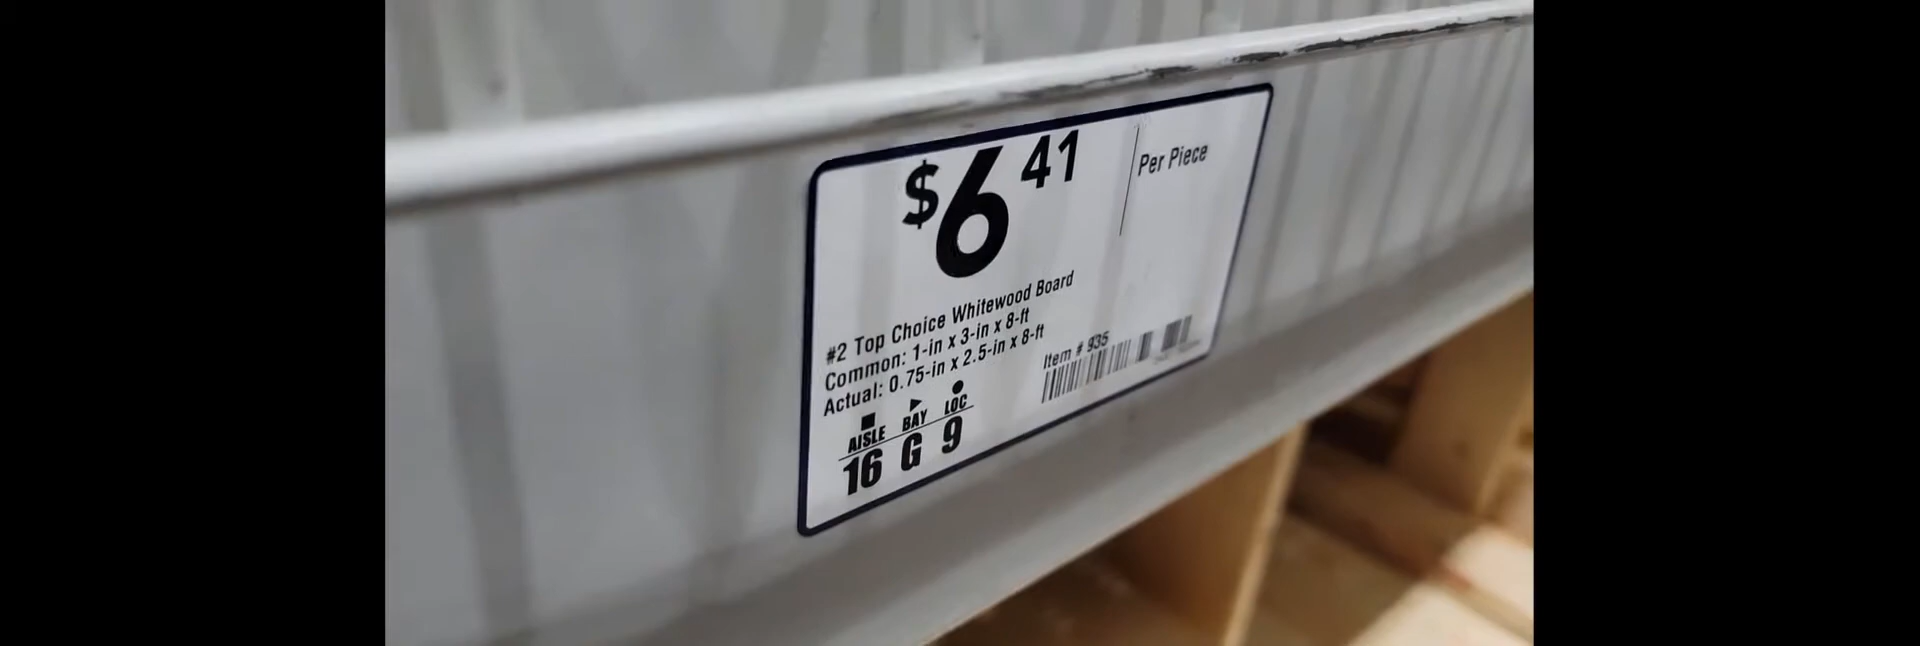 $6 41
Per Piece
#2 Top Choice Whitewood Board
Common: 1-in x 3-in x 8-ft
Actual: 0.75-in x 2.5-in x 8-ft
Item # 935
AISLE BAY LOC
16 G 9